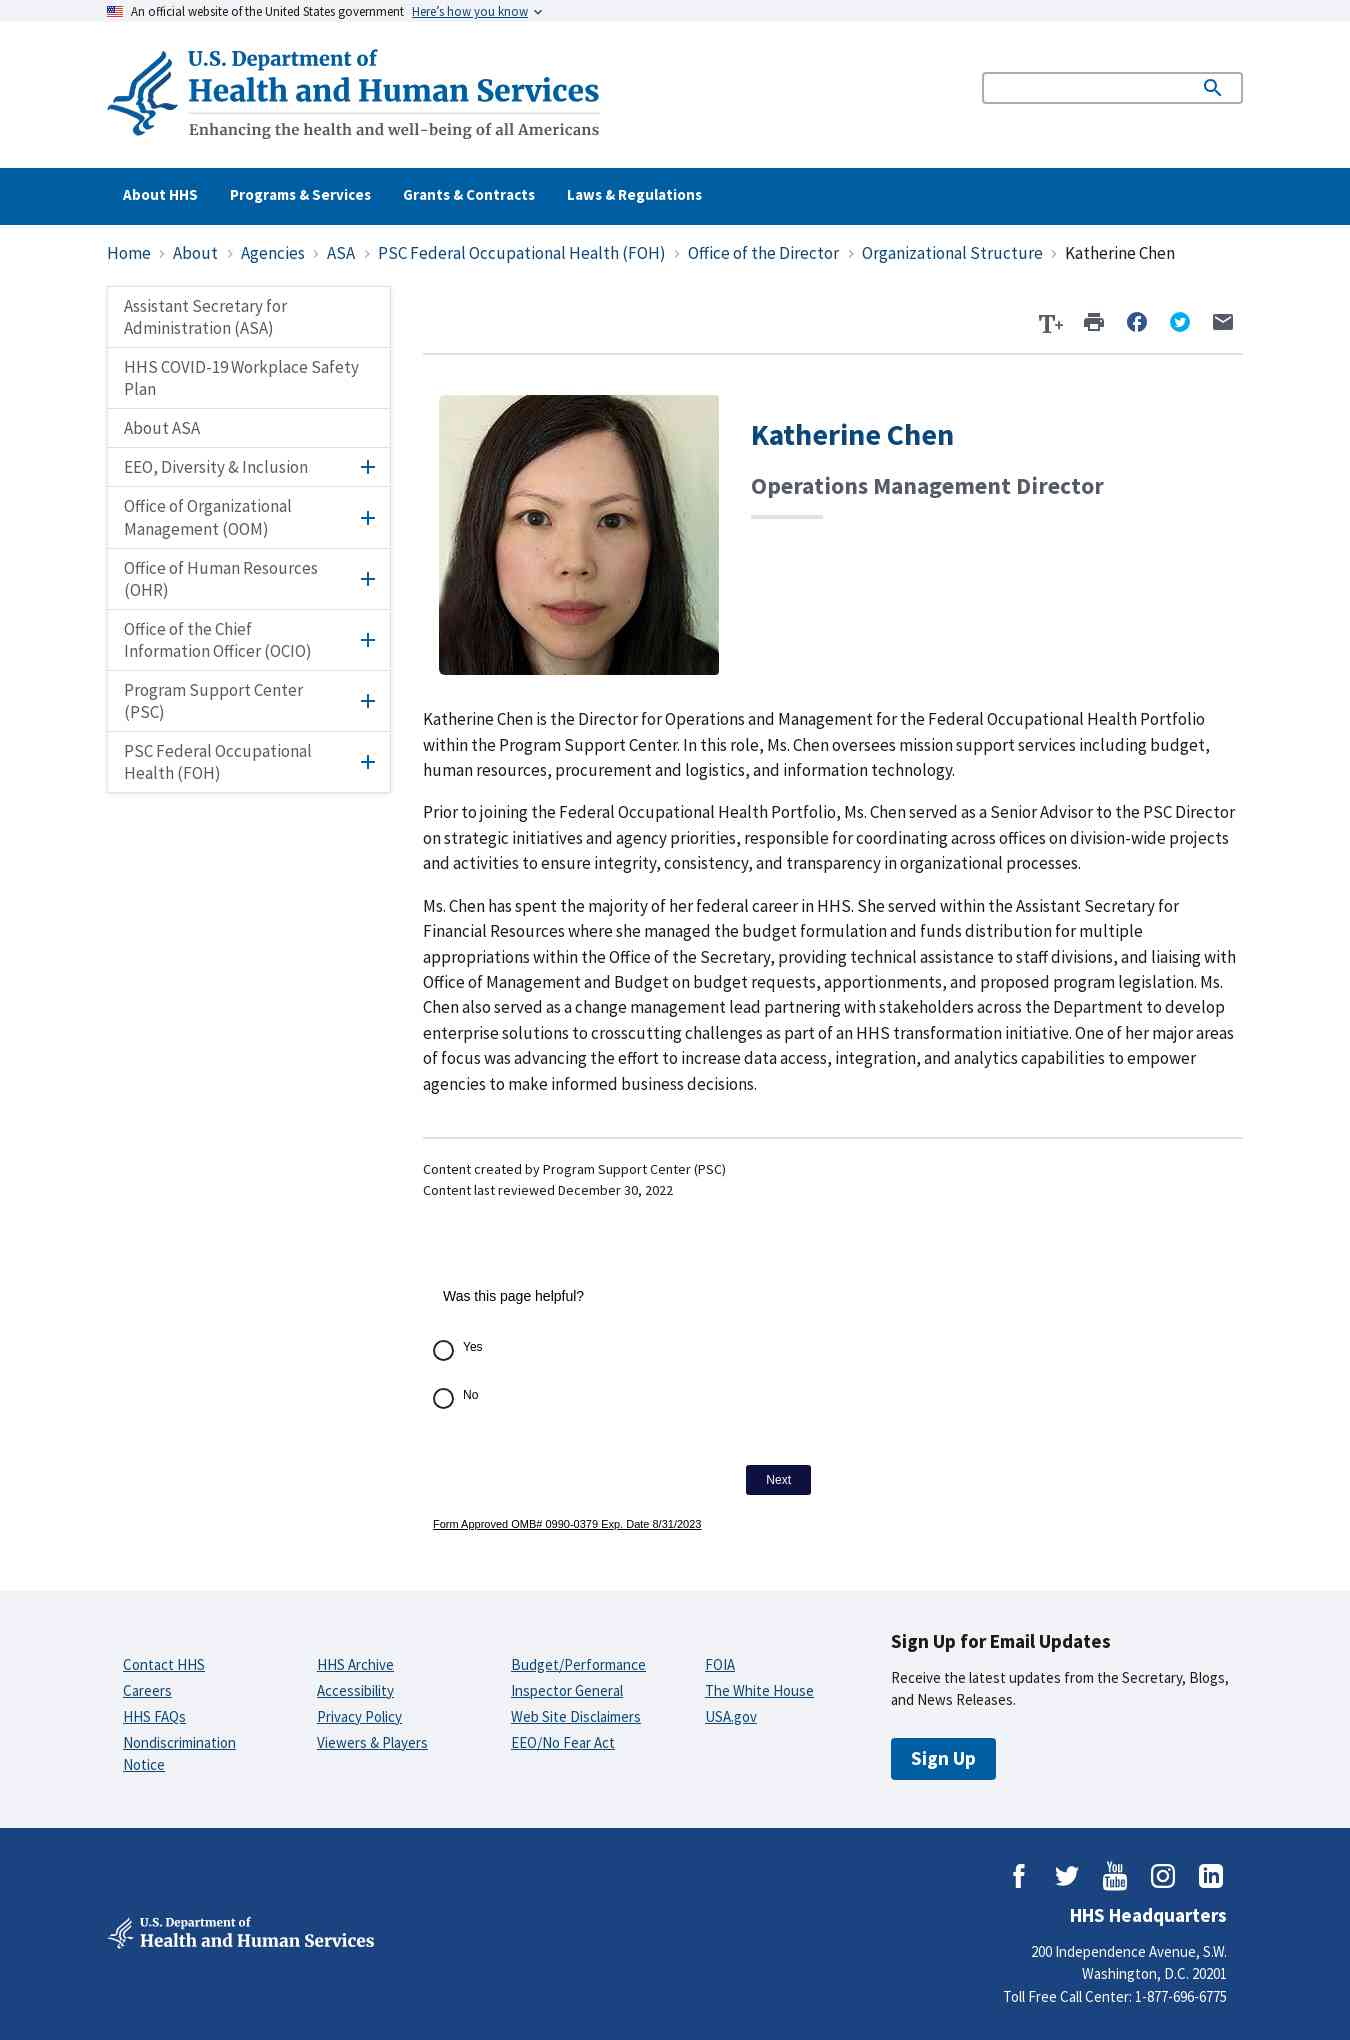 An official website of the United States government Here's how you know
U.S. Department of
Health and Human Services
Enhancing the health and well-being of all Americans
About HHS Programs & Services Grants & Contracts Laws & Regulations
Home › About › Agencies › ASA › PSC Federal Occupational Health (FOH) › Office of the Director › Organizational Structure › Katherine Chen
Assistant Secretary for
Administration (ASA)
HHS COVID-19 Workplace Safety
Plan
About ASA
EEO, Diversity & Inclusion
Office of Organizational
Management (OOM)
Office of Human Resources
(OHR)
Office of the Chief
Information Officer (OCIO)
Program Support Center
(PSC)
PSC Federal Occupational
Health (FOH)
T+
Katherine Chen
Operations Management Director
Katherine Chen is the Director for Operations and Management for the Federal Occupational Health Portfolio
within the Program Support Center. In this role, Ms. Chen oversees mission support services including budget,
human resources, procurement and logistics, and information technology.
Prior to joining the Federal Occupational Health Portfolio, Ms. Chen served as a Senior Advisor to the PSC Director
on strategic initiatives and agency priorities, responsible for coordinating across offices on division-wide projects
and activities to ensure integrity, consistency, and transparency in organizational processes.
Ms. Chen has spent the majority of her federal career in HHS. She served within the Assistant Secretary for
Financial Resources where she managed the budget formulation and funds distribution for multiple
appropriations within the Office of the Secretary, providing technical assistance to staff divisions, and liaising with
Office of Management and Budget on budget requests, apportionments, and proposed program legislation. Ms.
Chen also served as a change management lead partnering with stakeholders across the Department to develop
enterprise solutions to crosscutting challenges as part of an HHS transformation initiative. One of her major areas
of focus was advancing the effort to increase data access, integration, and analytics capabilities to empower
agencies to make informed business decisions.
Content created by Program Support Center (PSC)
Content last reviewed December 30, 2022
Was this page helpful?
Yes
No
Next
Form Approved OMB# 0990-0379 Exp. Date 8/31/2023
Contact HHS
Careers
HHS FAQs
Nondiscrimination
Notice
HHS Archive
Accessibility
Privacy Policy
Viewers & Players
Budget/Performance
Inspector General
Web Site Disclaimers
EEO/No Fear Act
FOIA
The White House
USA.gov
Sign Up for Email Updates
Receive the latest updates from the Secretary, Blogs,
and News Releases.
Sign Up
You
Tube
U.S. Department of
Health and Human Services
HHS Headquarters
200 Independence Avenue, S.W.
Washington, D.C. 20201
Toll Free Call Center: 1-877-696-6775